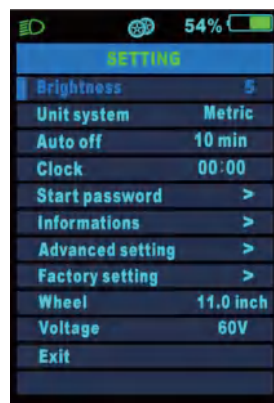 54%
SETTING
Brightness 5
Unit system Metric
Auto off 10 min
Clock 00:00
Start password >
Informations >
Advanced setting >
Factory setting >
Wheel 11.0 inch
Voltage 60V
Exit